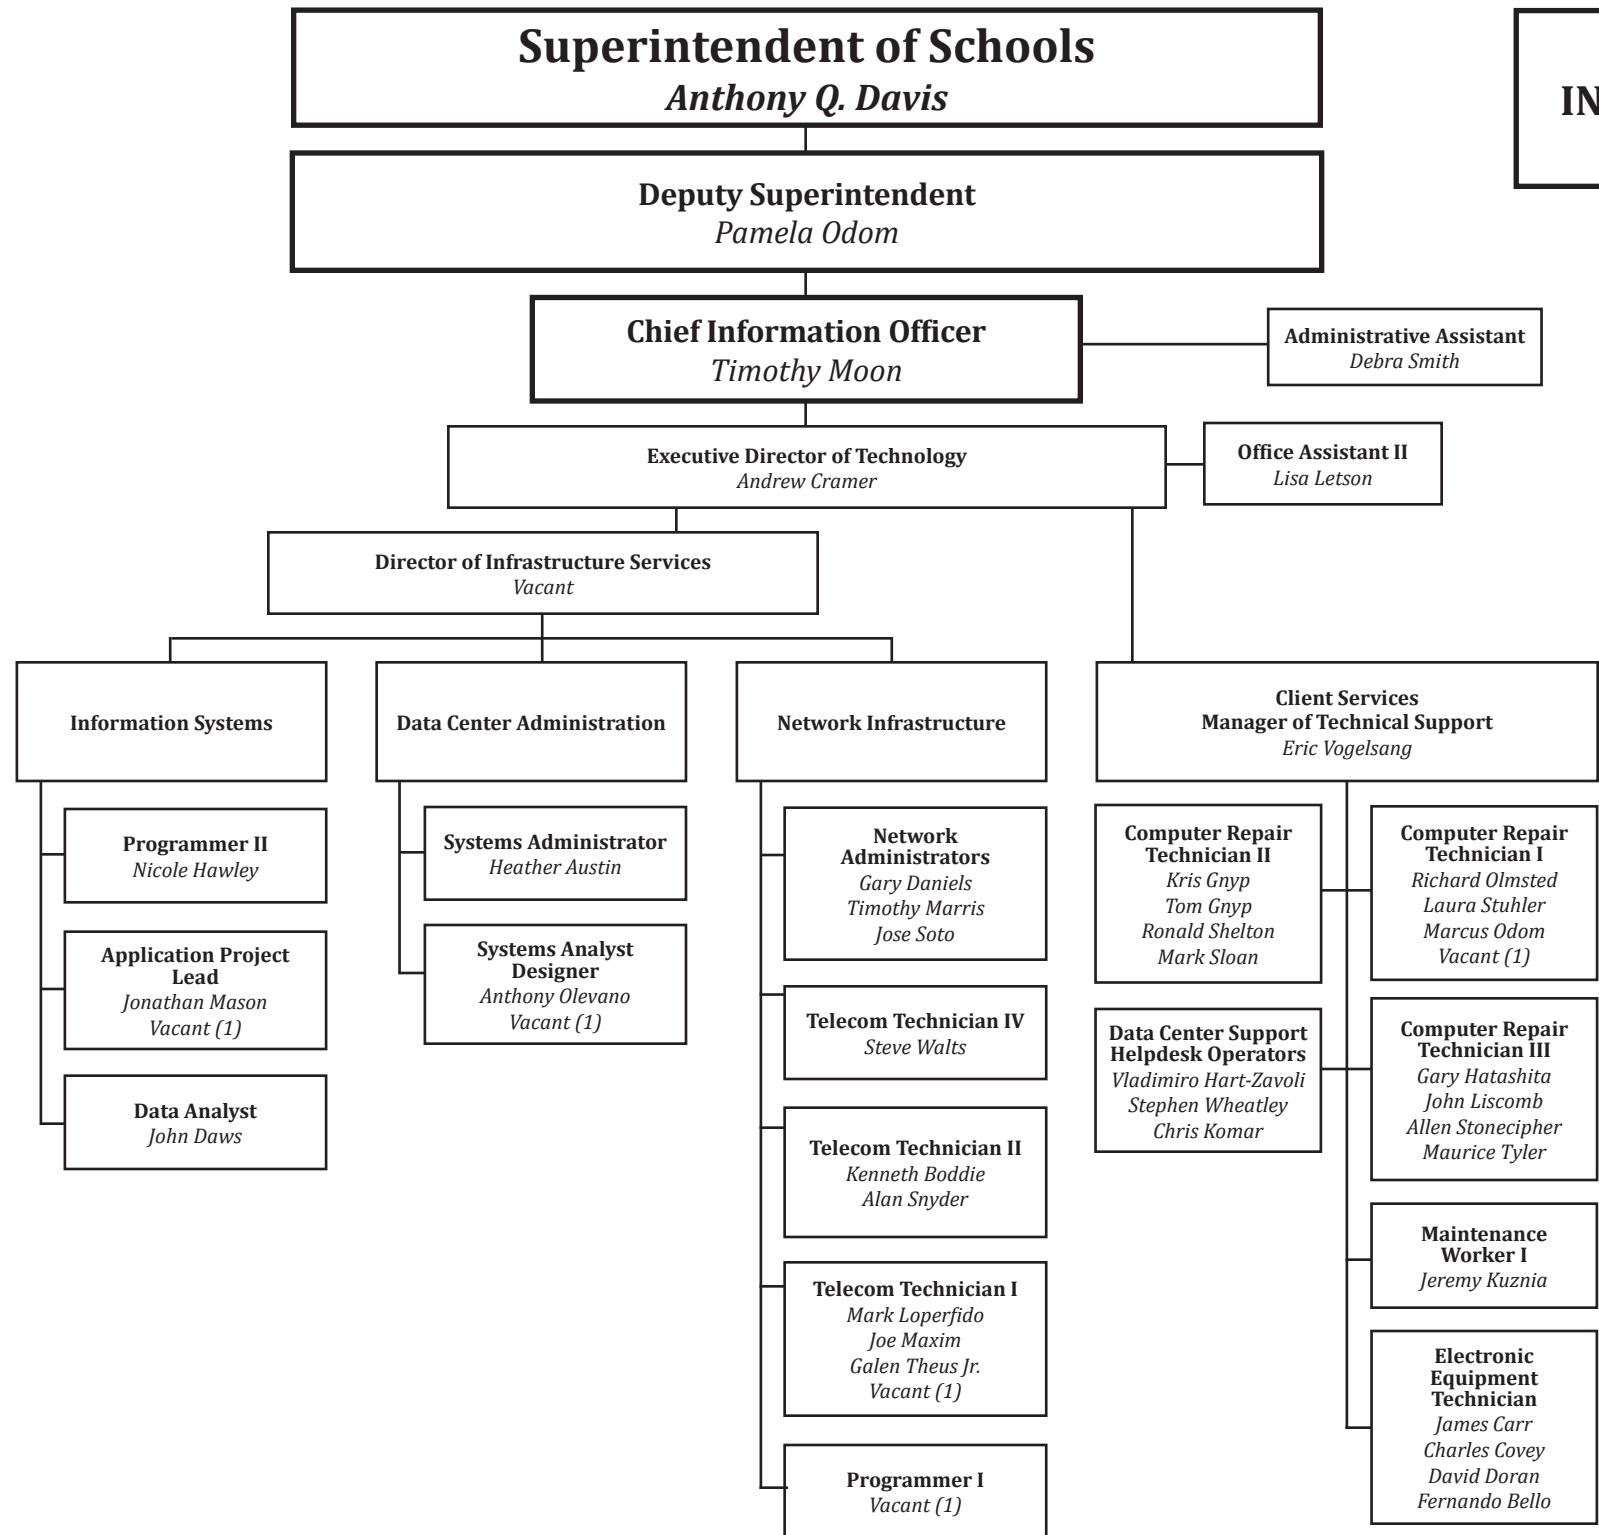 Superintendent of Schools
Anthony Q. Davis
IN
Deputy Superintendent
Pamela Odom
Chief Information Officer
Timothy Moon
Administrative Assistant
Debra Smith
Executive Director of Technology
Andrew Cramer
Office Assistant II
Lisa Letson
Director of Infrastructure Services
Vacant
Information Systems
Data Center Administration
Network Infrastructure
Client Services
Manager of Technical Support
Eric Vogelsang
Programmer II
Nicole Hawley
Application Project
Lead
Jonathan Mason
Vacant (1)
Data Analyst
John Daws
Systems Administrator
Heather Austin
Systems Analyst
Designer
Anthony Olevano
Vacant (1)
Network
Administrators
Gary Daniels
Timothy Marris
Jose Soto
Telecom Technician IV
Steve Walts
Telecom Technician II
Kenneth Boddie
Alan Snyder
Telecom Technician I
Mark Loperfido
Joe Maxim
Galen Theus Jr.
Vacant (1)
Programmer I
Vacant (1)
Computer Repair
Technician II
Kris Gnyp
Tom Gnyp
Ronald Shelton
Mark Sloan
Data Center Support
Helpdesk Operators
Vladimiro Hart-Zavoli
Stephen Wheatley
Chris Komar
Computer Repair
Technician I
Richard Olmsted
Laura Stuhler
Marcus Odom
Vacant (1)
Computer Repair
Technician III
Gary Hatashita
John Liscomb
Allen Stonecipher
Maurice Tyler
Maintenance
Worker I
Jeremy Kuznia
Electronic
Equipment
Technician
James Carr
Charles Covey
David Doran
Fernando Bello